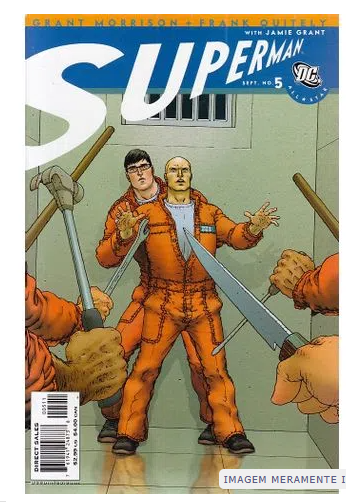 GRANT MORRISON + FRANK QUITELY
WITH JAMIE GRANT
SUPERMAN
SEPT. NO. 5
DC
ALL ★ STAR
DIRECT SALES
$2.99 US $4.00 CAN
IMAGEM MERAMENTE I